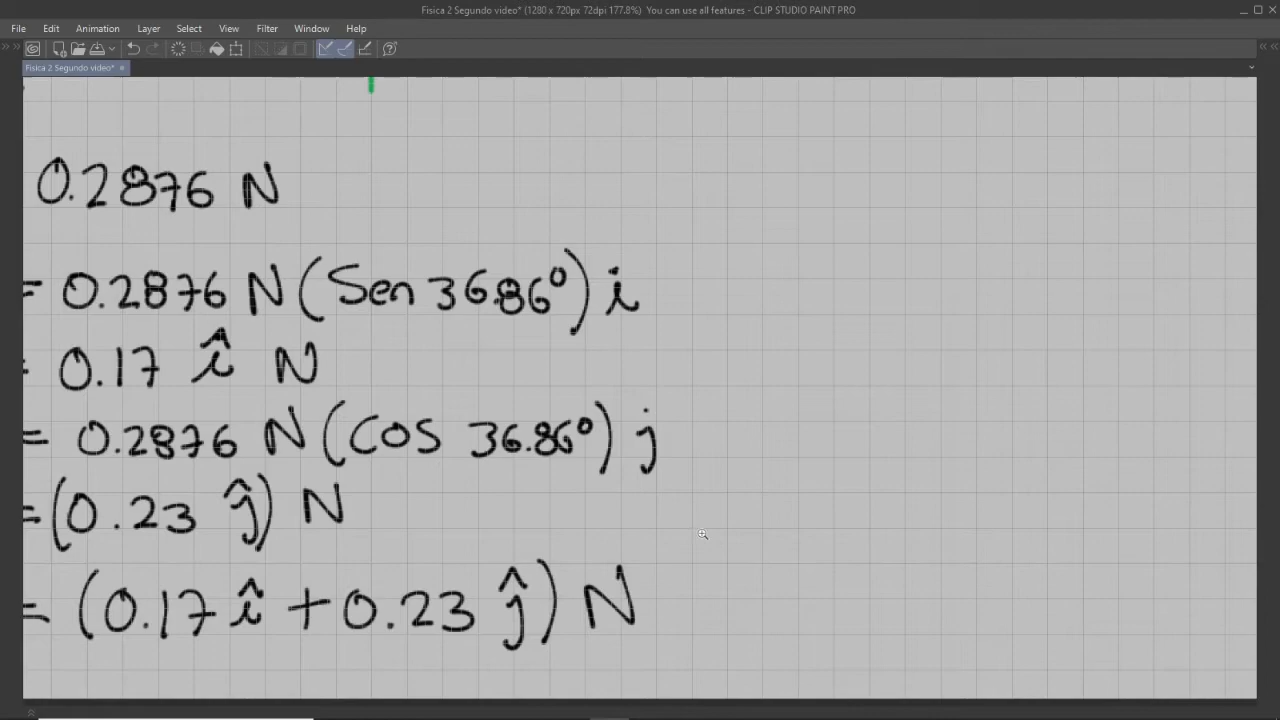 Fisica 2 Segundo video* (1280 x 720px 72dpi 177.8%) You can use all features - CLIP STUDIO PAINT PRO
File Edit Animation Layer Select View Filter Window Help
Fisica 2 Segundo video*
0.2876 N
= 0.2876 N (Sen 36.86°) i
= 0.17 î N
= 0.2876 N (Cos 36.86°) j
= (0.23 ĵ) N
= (0.17 î + 0.23 ĵ) N